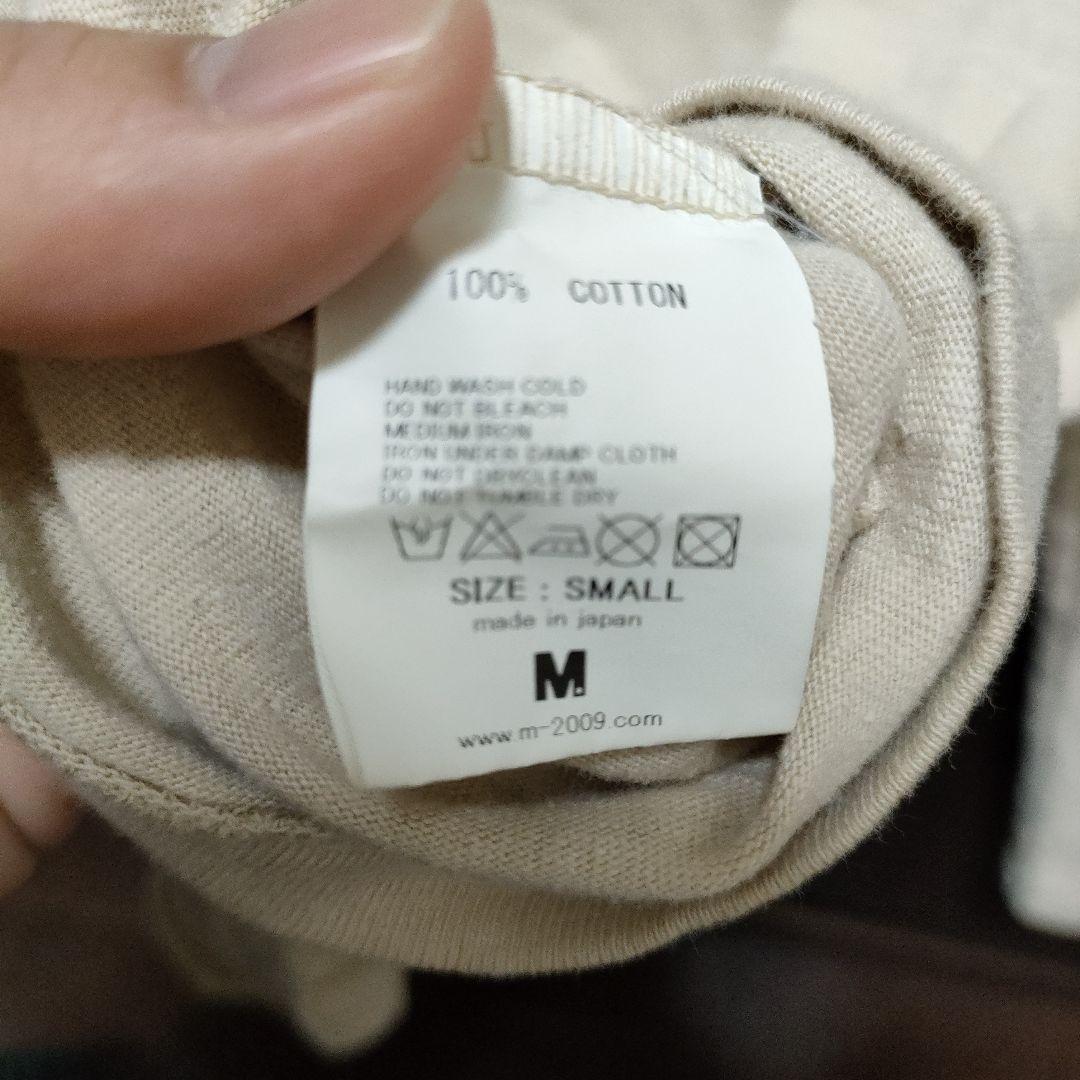 100% COTTON
HAND WASH COLD
DO NOT BLEACH
MEDIUM IRON
IRON UNDER DAMP CLOTH
DO NOT DRYCLEAN
DO NOT TUMBLE DRY
SIZE : SMALL
made in japan
M.
www.m-2009.com